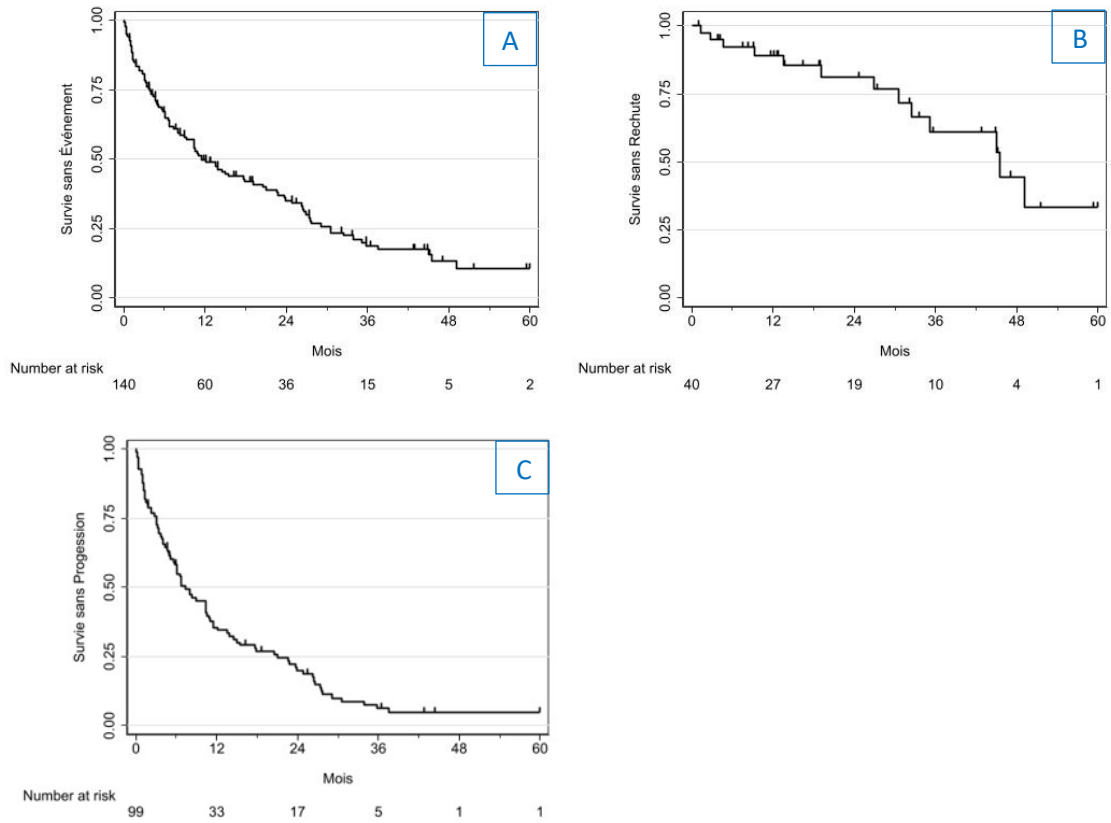 A
Survie sans Événement
1.00
0.75
0.50
0.25
0.00
0 12 24 36 48 60
Mois
Number at risk
140 60 36 15 5 2
B
Survie sans Rechute
1.00
0.75
0.50
0.25
0.00
0 12 24 36 48 60
Mois
Number at risk
40 27 19 10 4 1
C
Survie sans Progession
1.00
0.75
0.50
0.25
0.00
0 12 24 36 48 60
Mois
Number at risk
99 33 17 5 1 1